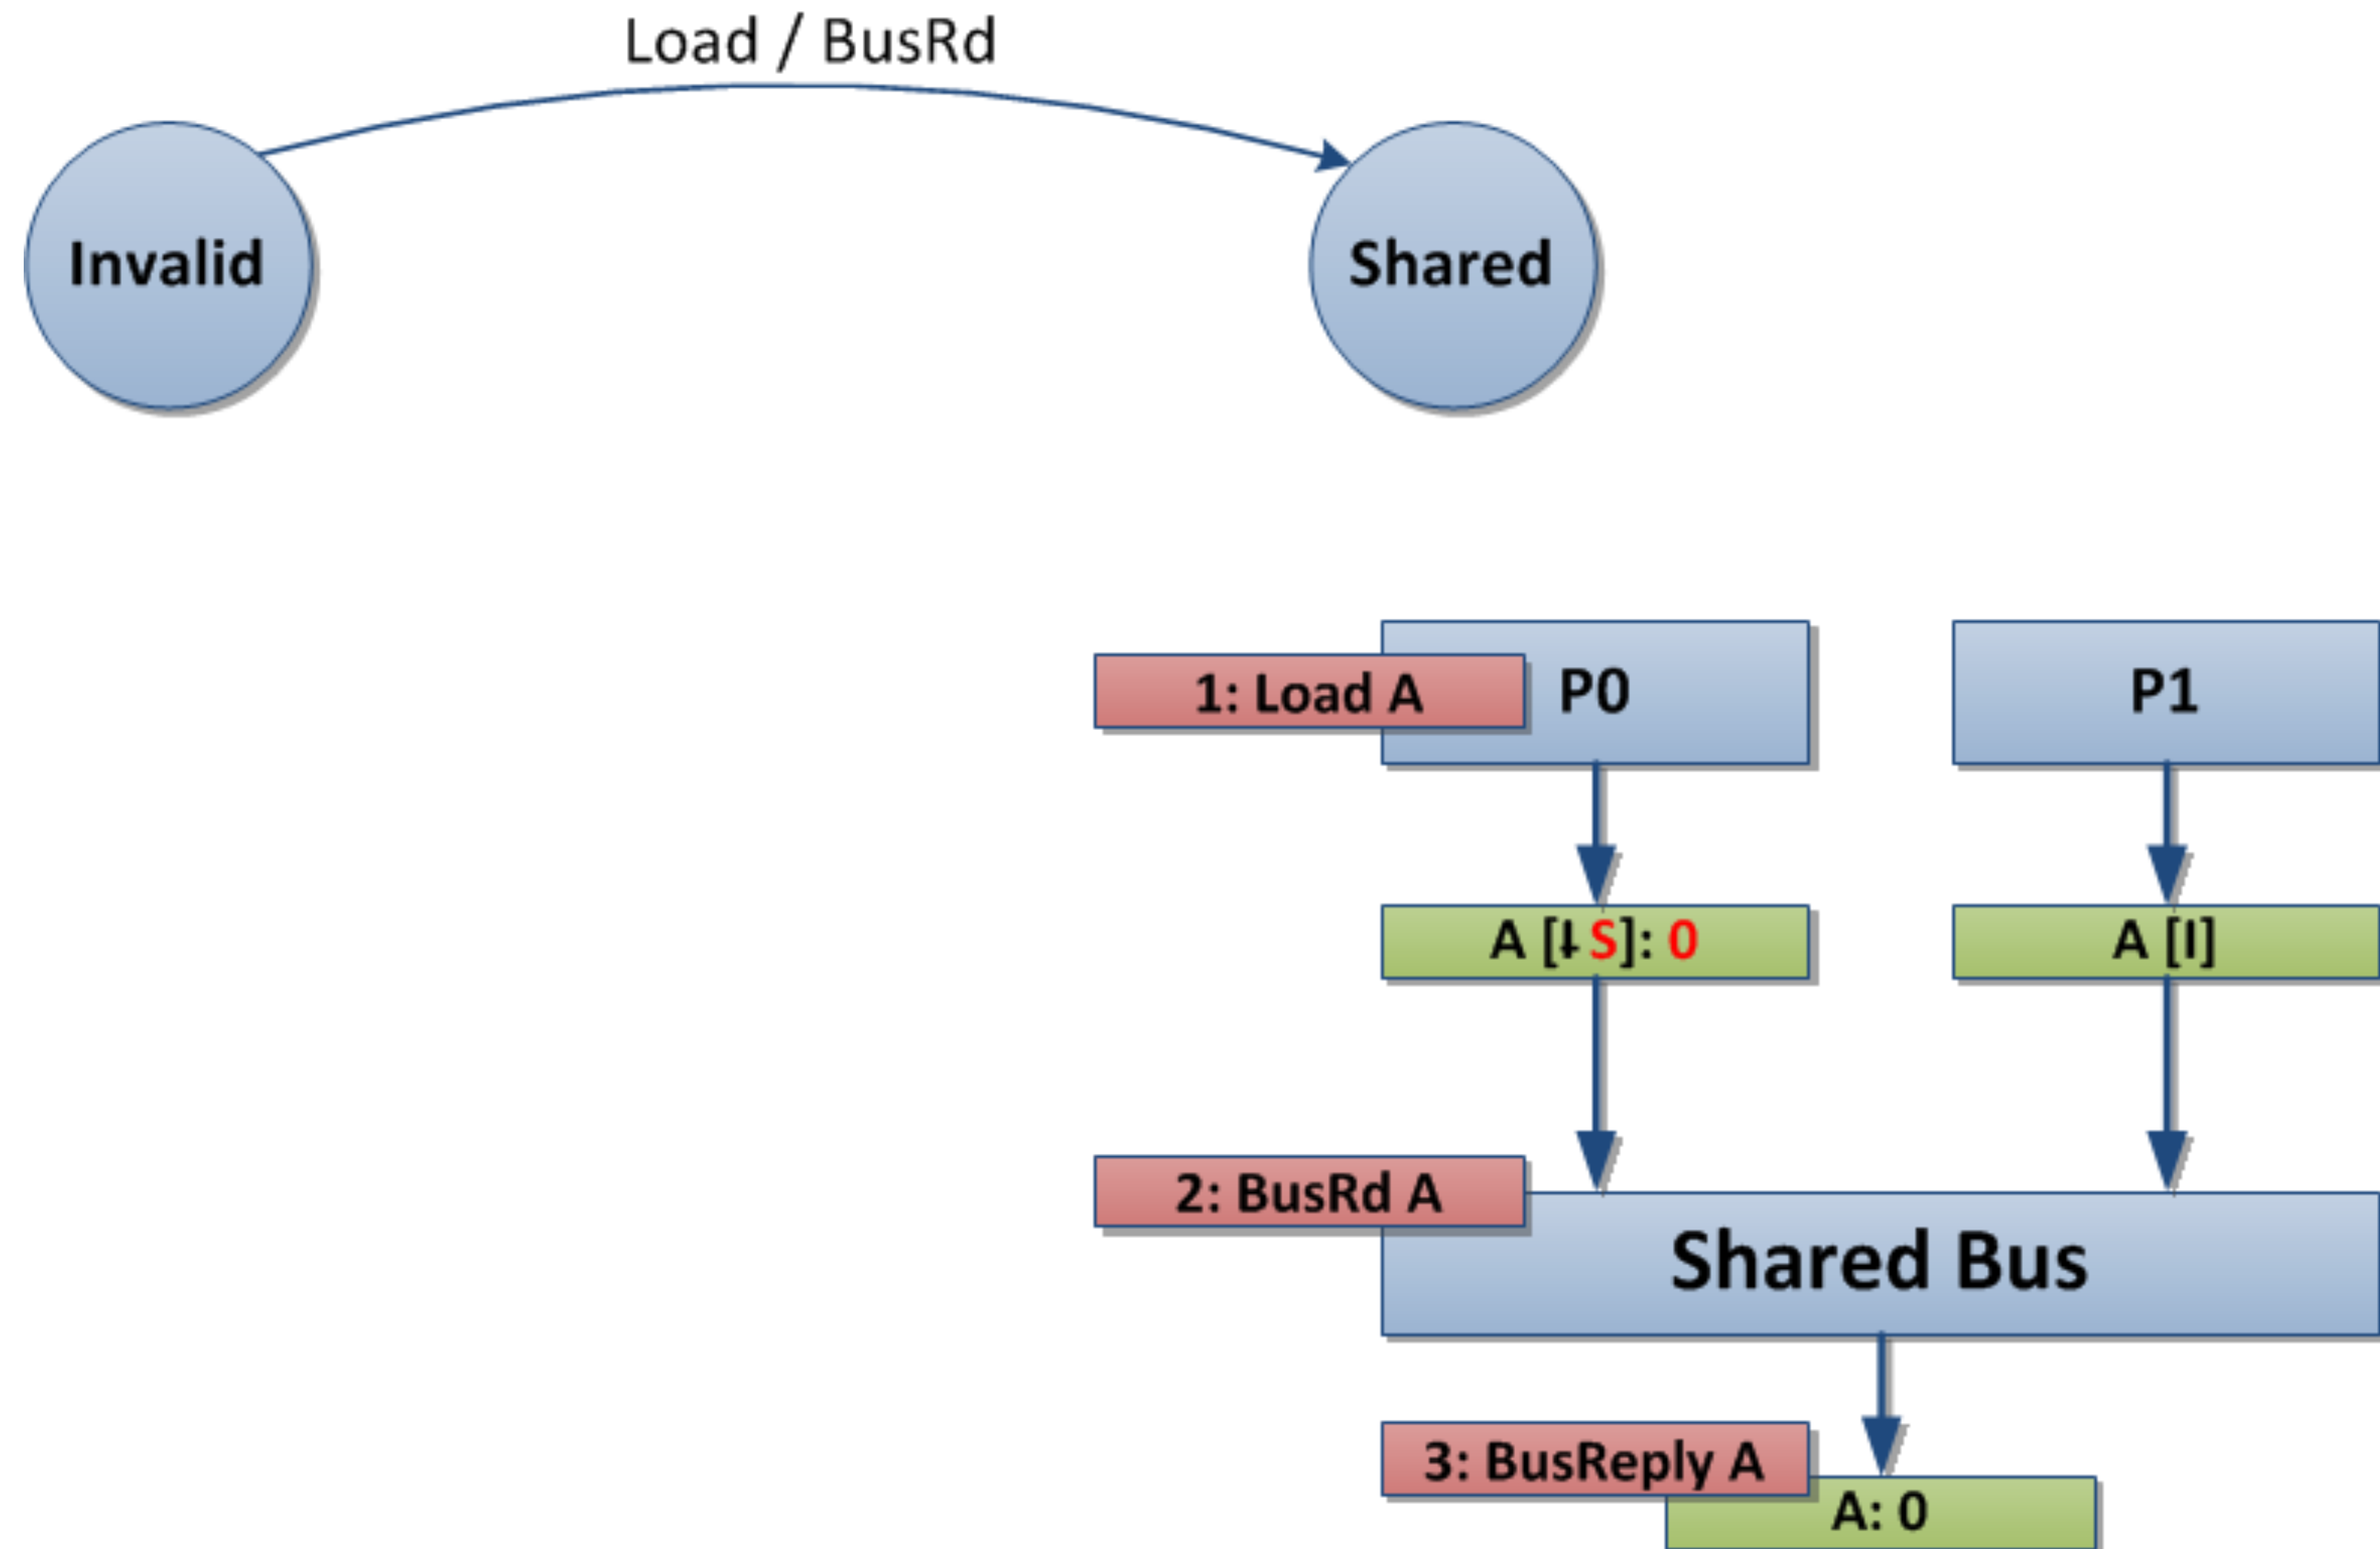 Load / BusRd
Invalid
Shared
1: Load A
P0
P1
A [I S]: 0
A [I]
2: BusRd A
Shared Bus
3: BusReply A
A: 0